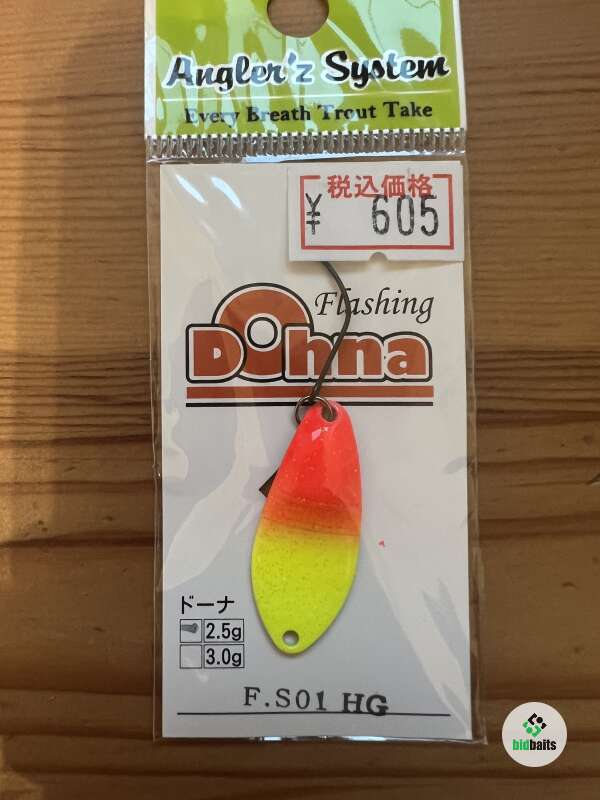 Angler'z System
Every Breath Trout Take
税込価格
¥ 605
Flashing
Dohna
ドーナ
2.5g
3.0g
F.S01 HG
bidbaits